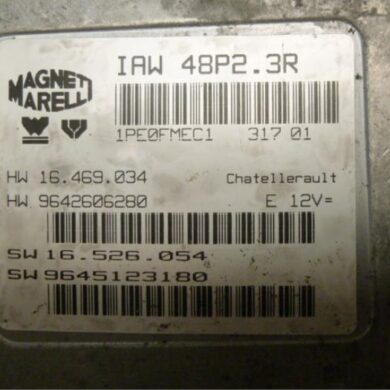 MAGNETI
MARELLI
IAW 48P2.3R
1PE0FMEC1 317 01
HW 16.469.034 Chatellerault
HW 9642606280 E 12V=
SW 16.526.054
SW 9645123180